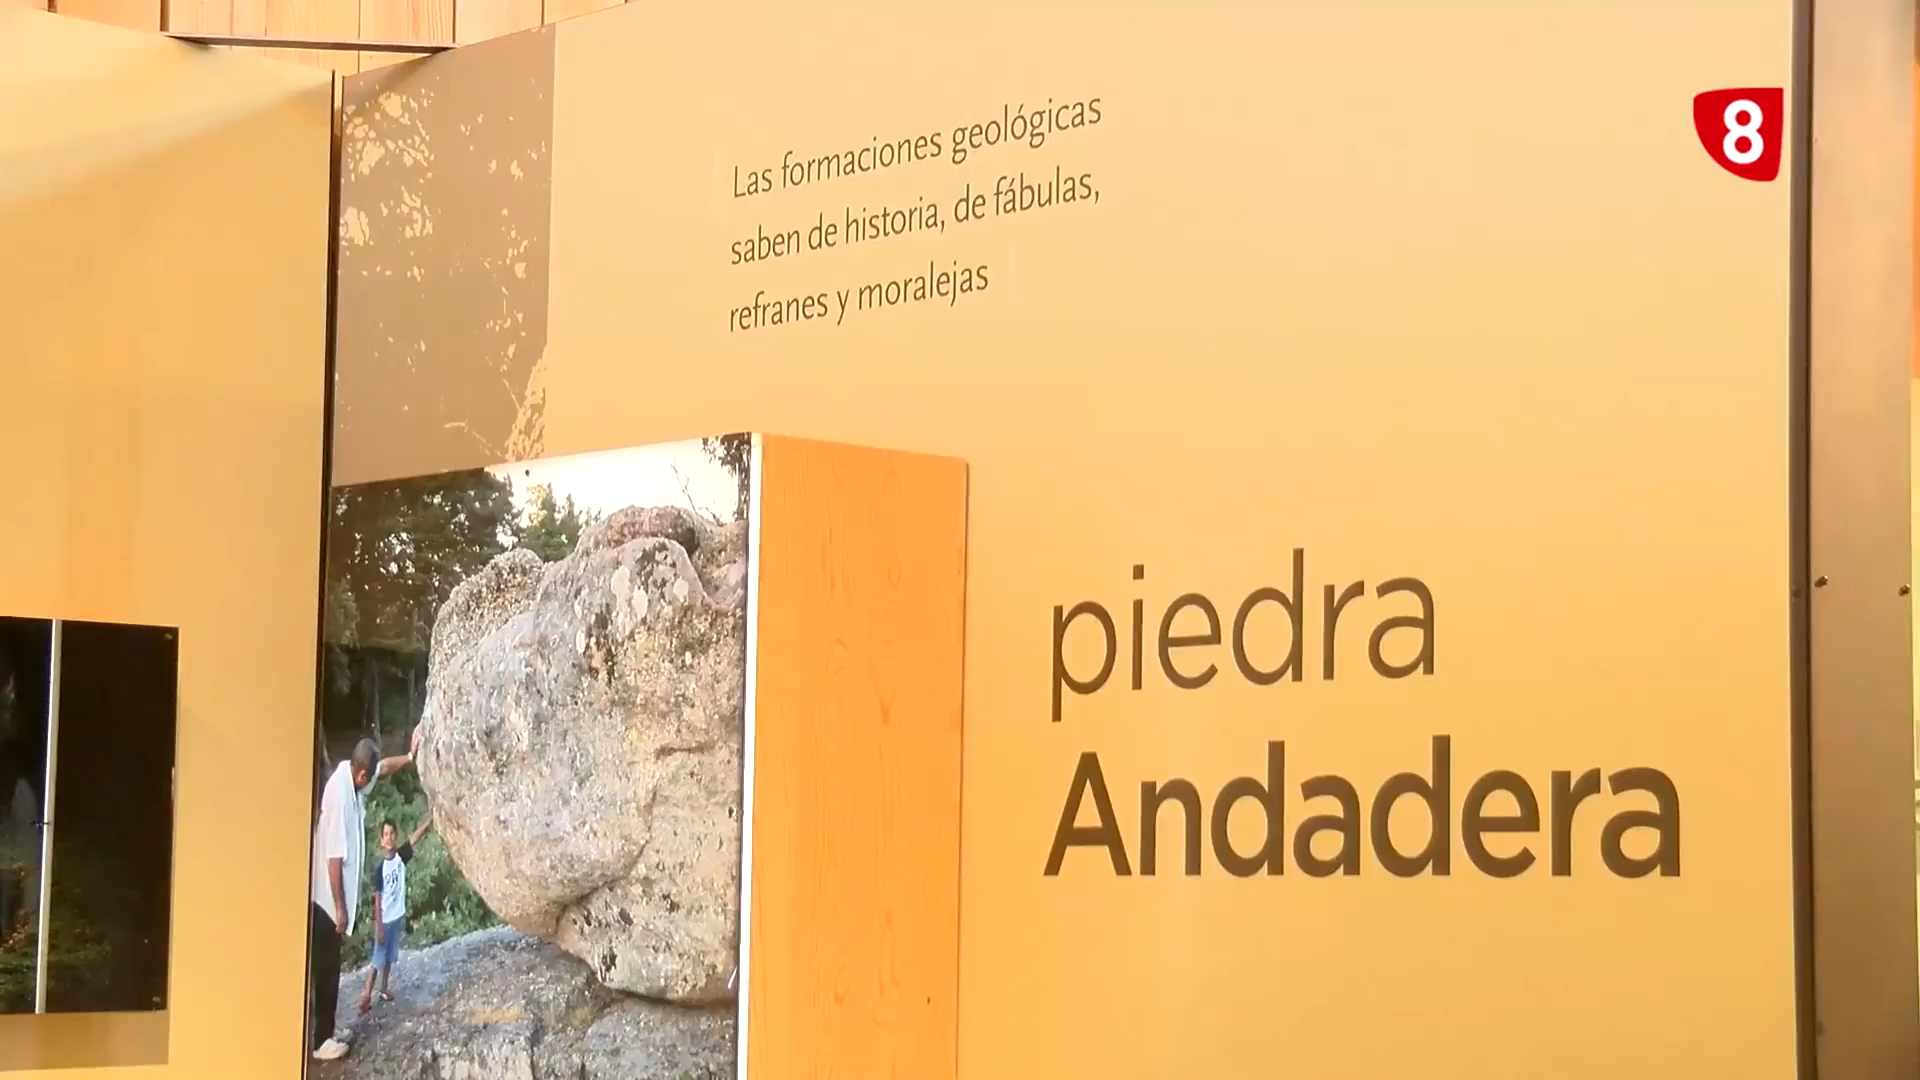 Las formaciones geológicas
saben de historia, de fábulas,
refranes y moralejas
8
piedra
Andadera